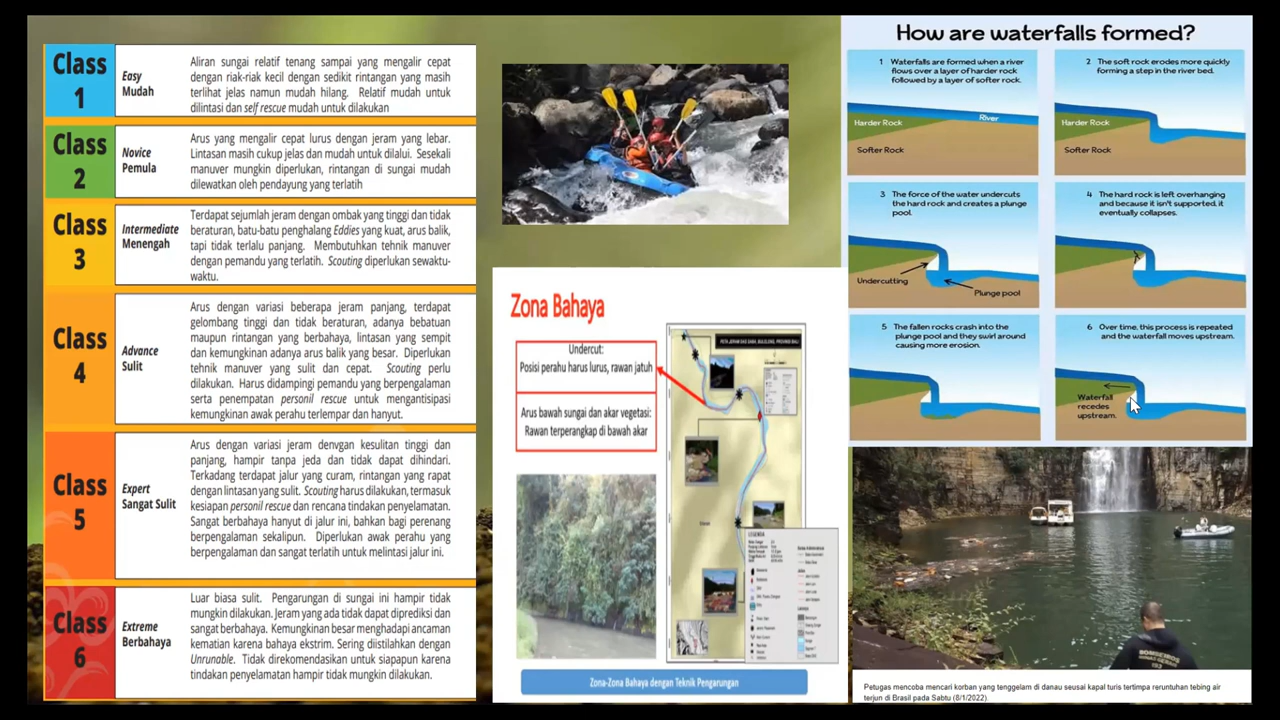 Class
1
Easy
Mudah
Aliran sungai relatif tenang sampai yang mengalir cepat
dengan riak-riak kecil dengan sedikit rintangan yang masih
terlihat jelas namun mudah hilang. Relatif mudah untuk
dilintasi dan self rescue mudah untuk dilakukan
Class
2
Novice
Pemula
Arus yang mengalir cepat lurus dengan jeram yang lebar.
Lintasan masih cukup jelas dan mudah untuk dilalui. Sesekali
manuver mungkin diperlukan, rintangan di sungai mudah
dilewatkan oleh pendayung yang terlatih
Class
3
Intermediate
Menengah
Terdapat sejumlah jeram dengan ombak yang tinggi dan tidak
beraturan, batu-batu penghalang Eddies yang kuat, arus balik,
tapi tidak terlalu panjang. Membutuhkan tehnik manuver
dengan pemandu yang terlatih. Scouting diperlukan sewaktu-
waktu.
Class
4
Advance
Sulit
Arus dengan variasi beberapa jeram panjang, terdapat
gelombang tinggi dan tidak beraturan, adanya bebatuan
maupun rintangan yang berbahaya, lintasan yang sempit
dan kemungkinan adanya arus balik yang besar. Diperlukan
tehnik manuver yang sulit dan cepat. Scouting perlu
dilakukan. Harus didampingi pemandu yang berpengalaman
serta penempatan personil rescue untuk mengantisipasi
kemungkinan awak perahu terlempar dan hanyut.
Class
5
Expert
Sangat Sulit
Arus dengan variasi jeram denvgan kesulitan tinggi dan
panjang, hampir tanpa jeda dan tidak dapat dihindari.
Terkadang terdapat jalur yang curam, rintangan yang rapat
dengan lintasan yang sulit. Scouting harus dilakukan, termasuk
kesiapan personil rescue dan rencana tindakan penyelamatan.
Sangat berbahaya hanyut di jalur ini, bahkan bagi perenang
berpengalaman sekalipun. Diperlukan awak perahu yang
berpengalaman dan sangat terlatih untuk melintasi jalur ini.
Class
6
Extreme
Berbahaya
Luar biasa sulit. Pengarungan di sungai ini hampir tidak
mungkin dilakukan. Jeram yang ada tidak dapat diprediksi dan
sangat berbahaya. Kemungkinan besar menghadapi ancaman
kematian karena bahaya ekstrim. Sering diistilahkan dengan
Unrunable. Tidak direkomendasikan untuk siapapun karena
tindakan penyelamatan hampir tidak mungkin dilakukan.
Zona Bahaya
Undercut:
Posisi perahu harus lurus, rawan jatuh
Arus bawah sungai dan akar vegetasi:
Rawan terperangkap di bawah akar
LEGENDA
Zona-Zona Bahaya dengan Teknik Pengarungan
How are waterfalls formed?
1 Waterfalls are formed when a river
flows over a layer of harder rock
followed by a layer of softer rock.
Harder Rock
River
Softer Rock
2 The soft rock erodes more quickly
forming a step in the river bed.
Harder Rock
Softer Rock
3 The force of the water undercuts
the hard rock and creates a plunge
pool.
Undercutting
Plunge pool
4 The hard rock is left overhanging
and because it isn't supported, it
eventually collapses.
5 The fallen rocks crash into the
plunge pool and they swirl around
causing more erosion.
6 Over time, this process is repeated
and the waterfall moves upstream.
Waterfall
recedes
upstream.
BOMBEIROS
193
Petugas mencoba mencari korban yang tenggelam di danau seusai kapal turis tertimpa reruntuhan tebing air
terjun di Brasil pada Sabtu (8/1/2022)